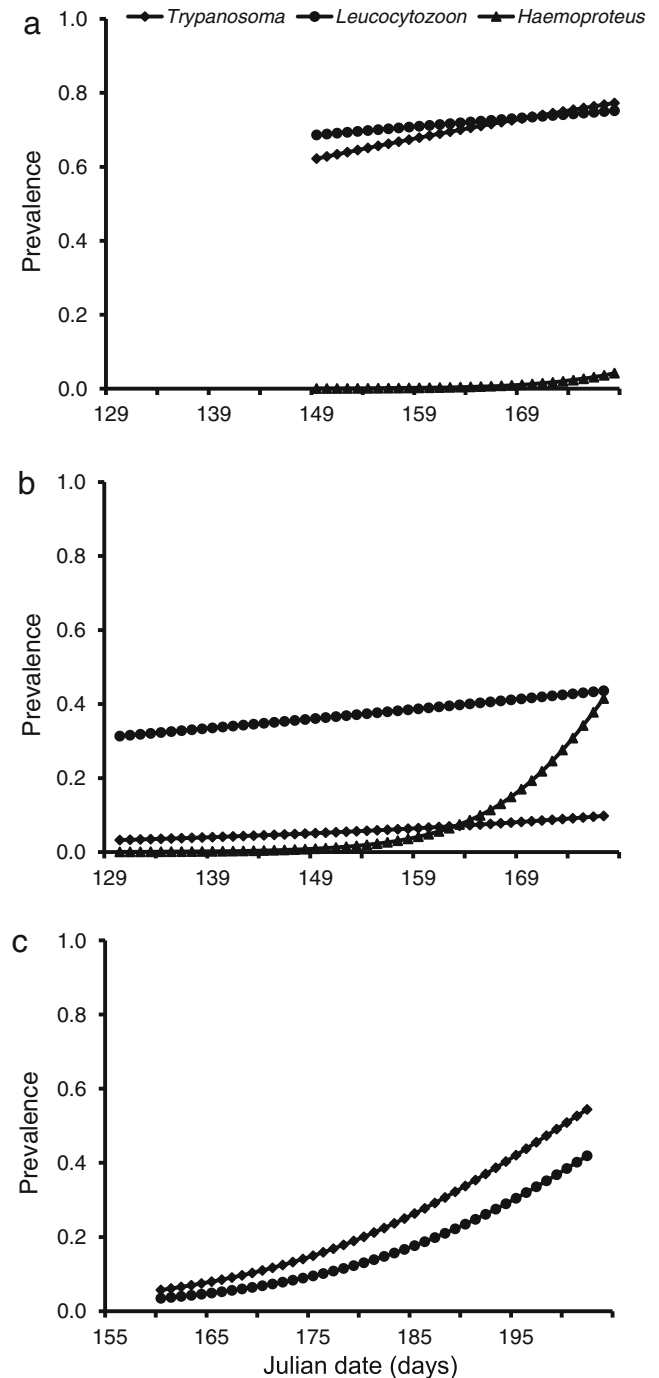 a
Trypanosoma Leucocytozoon Haemoproteus
1.0
0.8
0.6
0.4
0.2
0.0
Prevalence
129 139 149 159 169
b
1.0
0.8
0.6
0.4
0.2
0.0
Prevalence
129 139 149 159 169
c
1.0
0.8
0.6
0.4
0.2
0.0
Prevalence
155 165 175 185 195
Julian date (days)